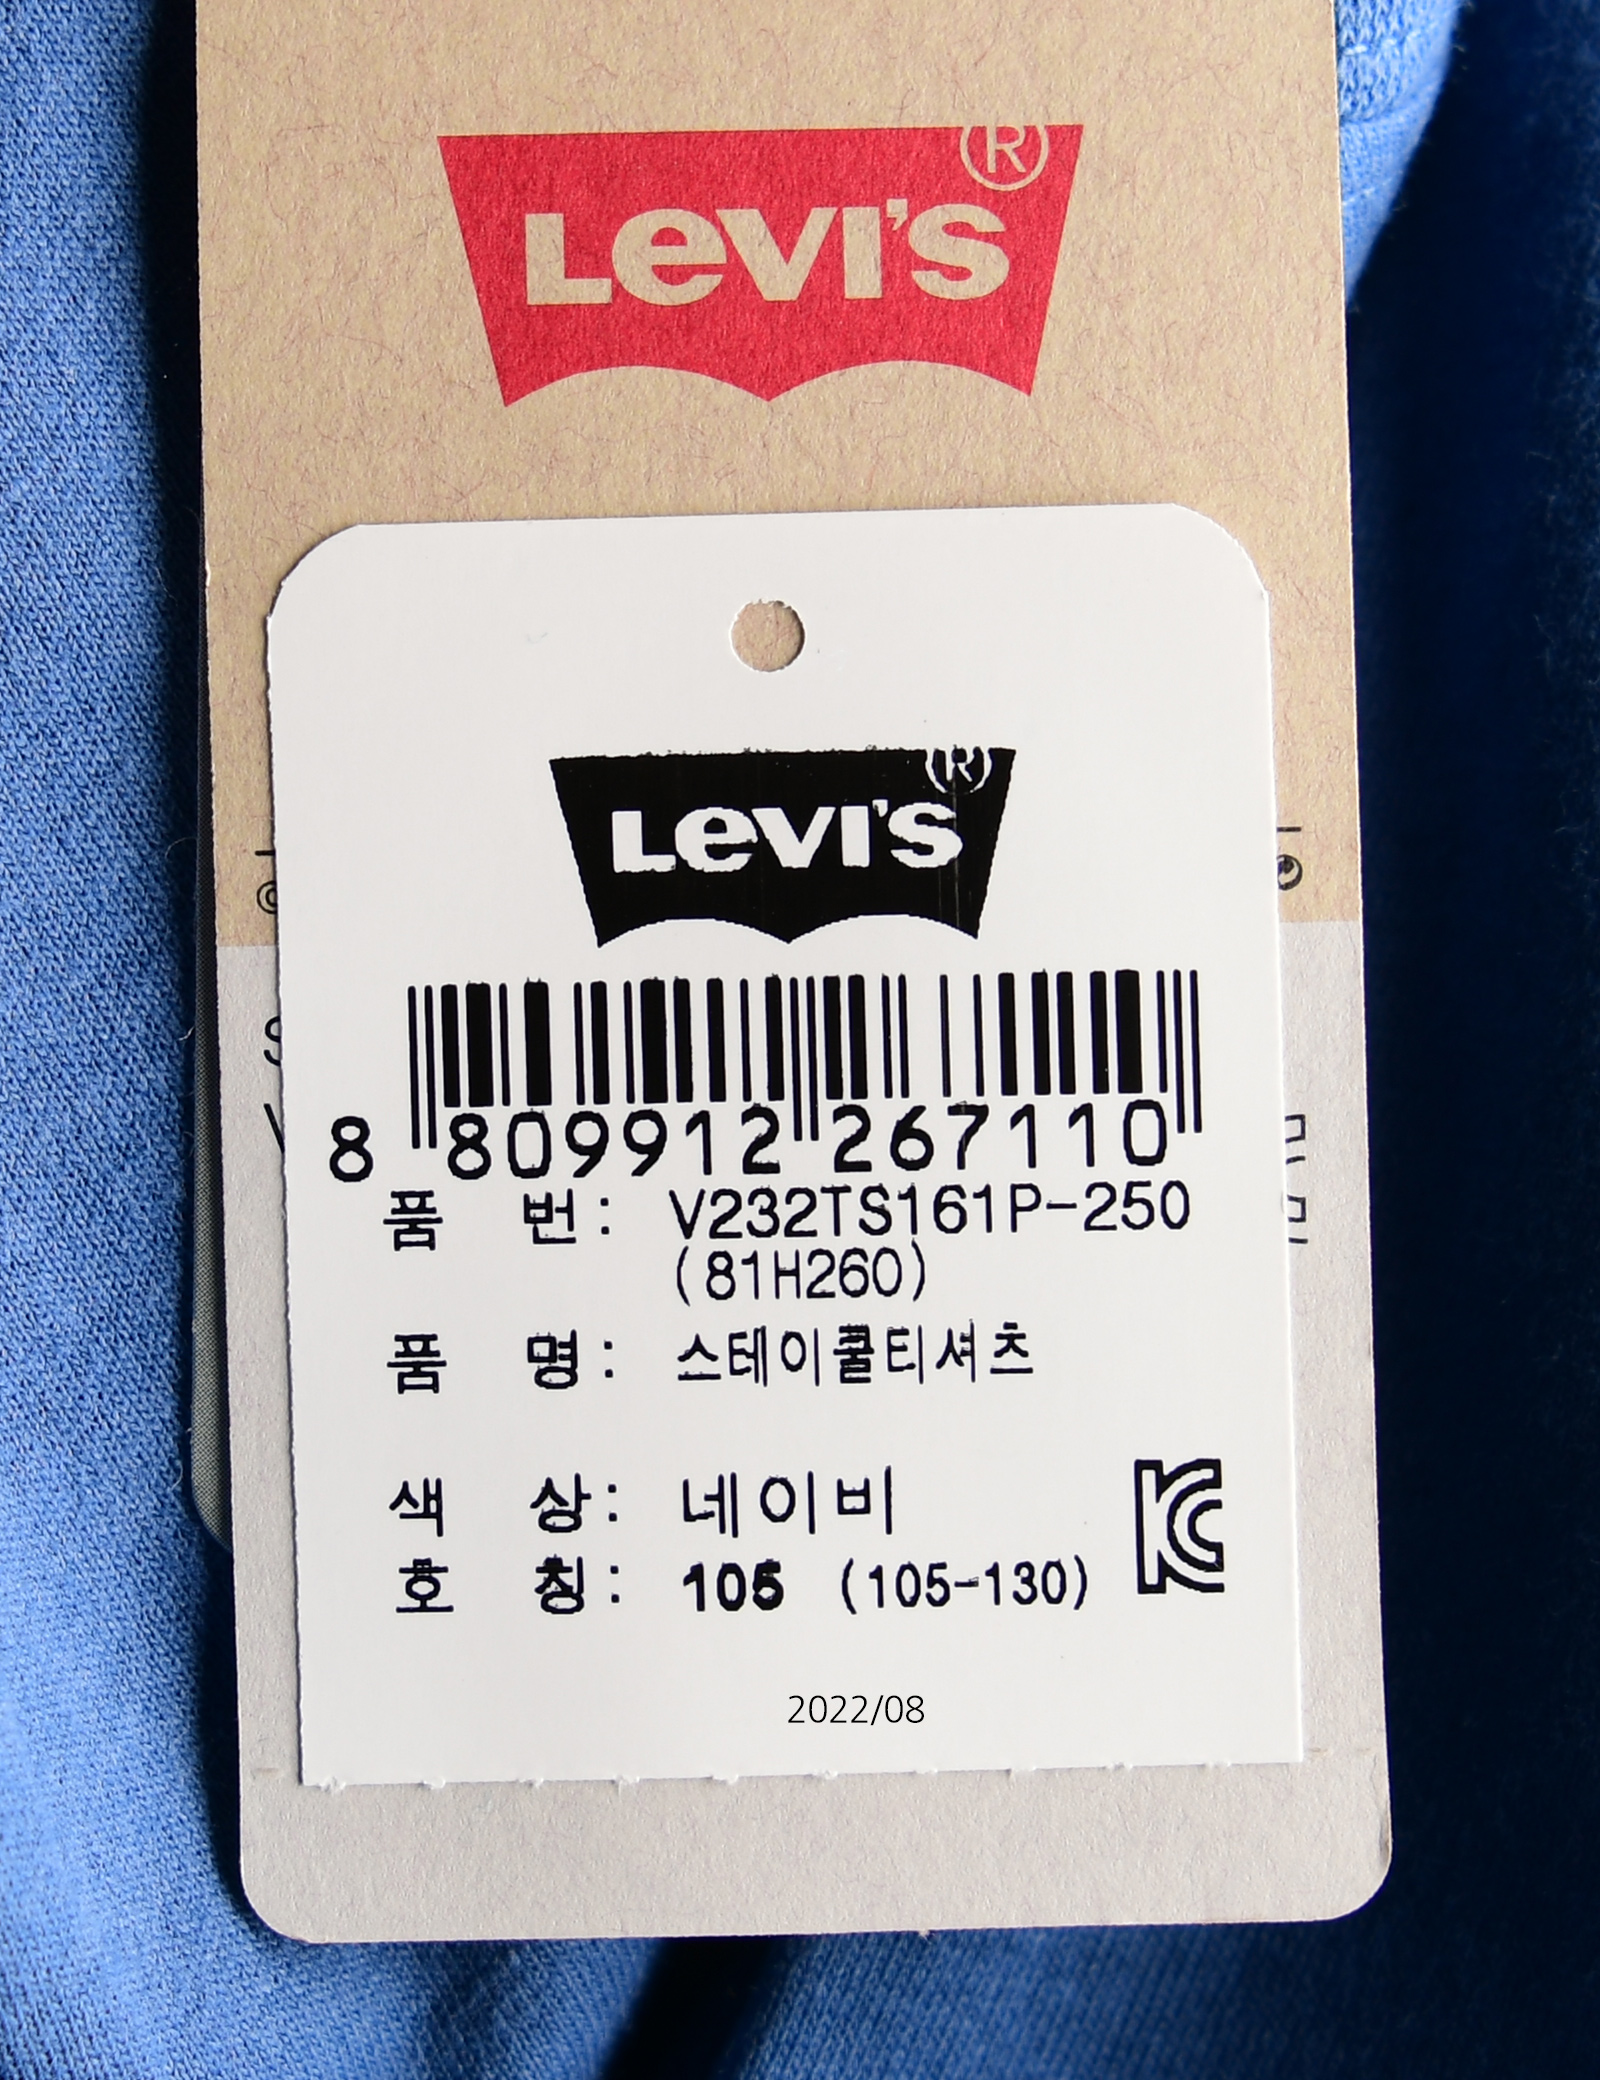 LEVI'S®
LEVI'S®
8 809912 267110
품 번: V232TS161P-250
(81H260)
품 명: 스테이쿨티셔츠
색 상: 네이비
호 칭: 105 (105-130)
2022/08